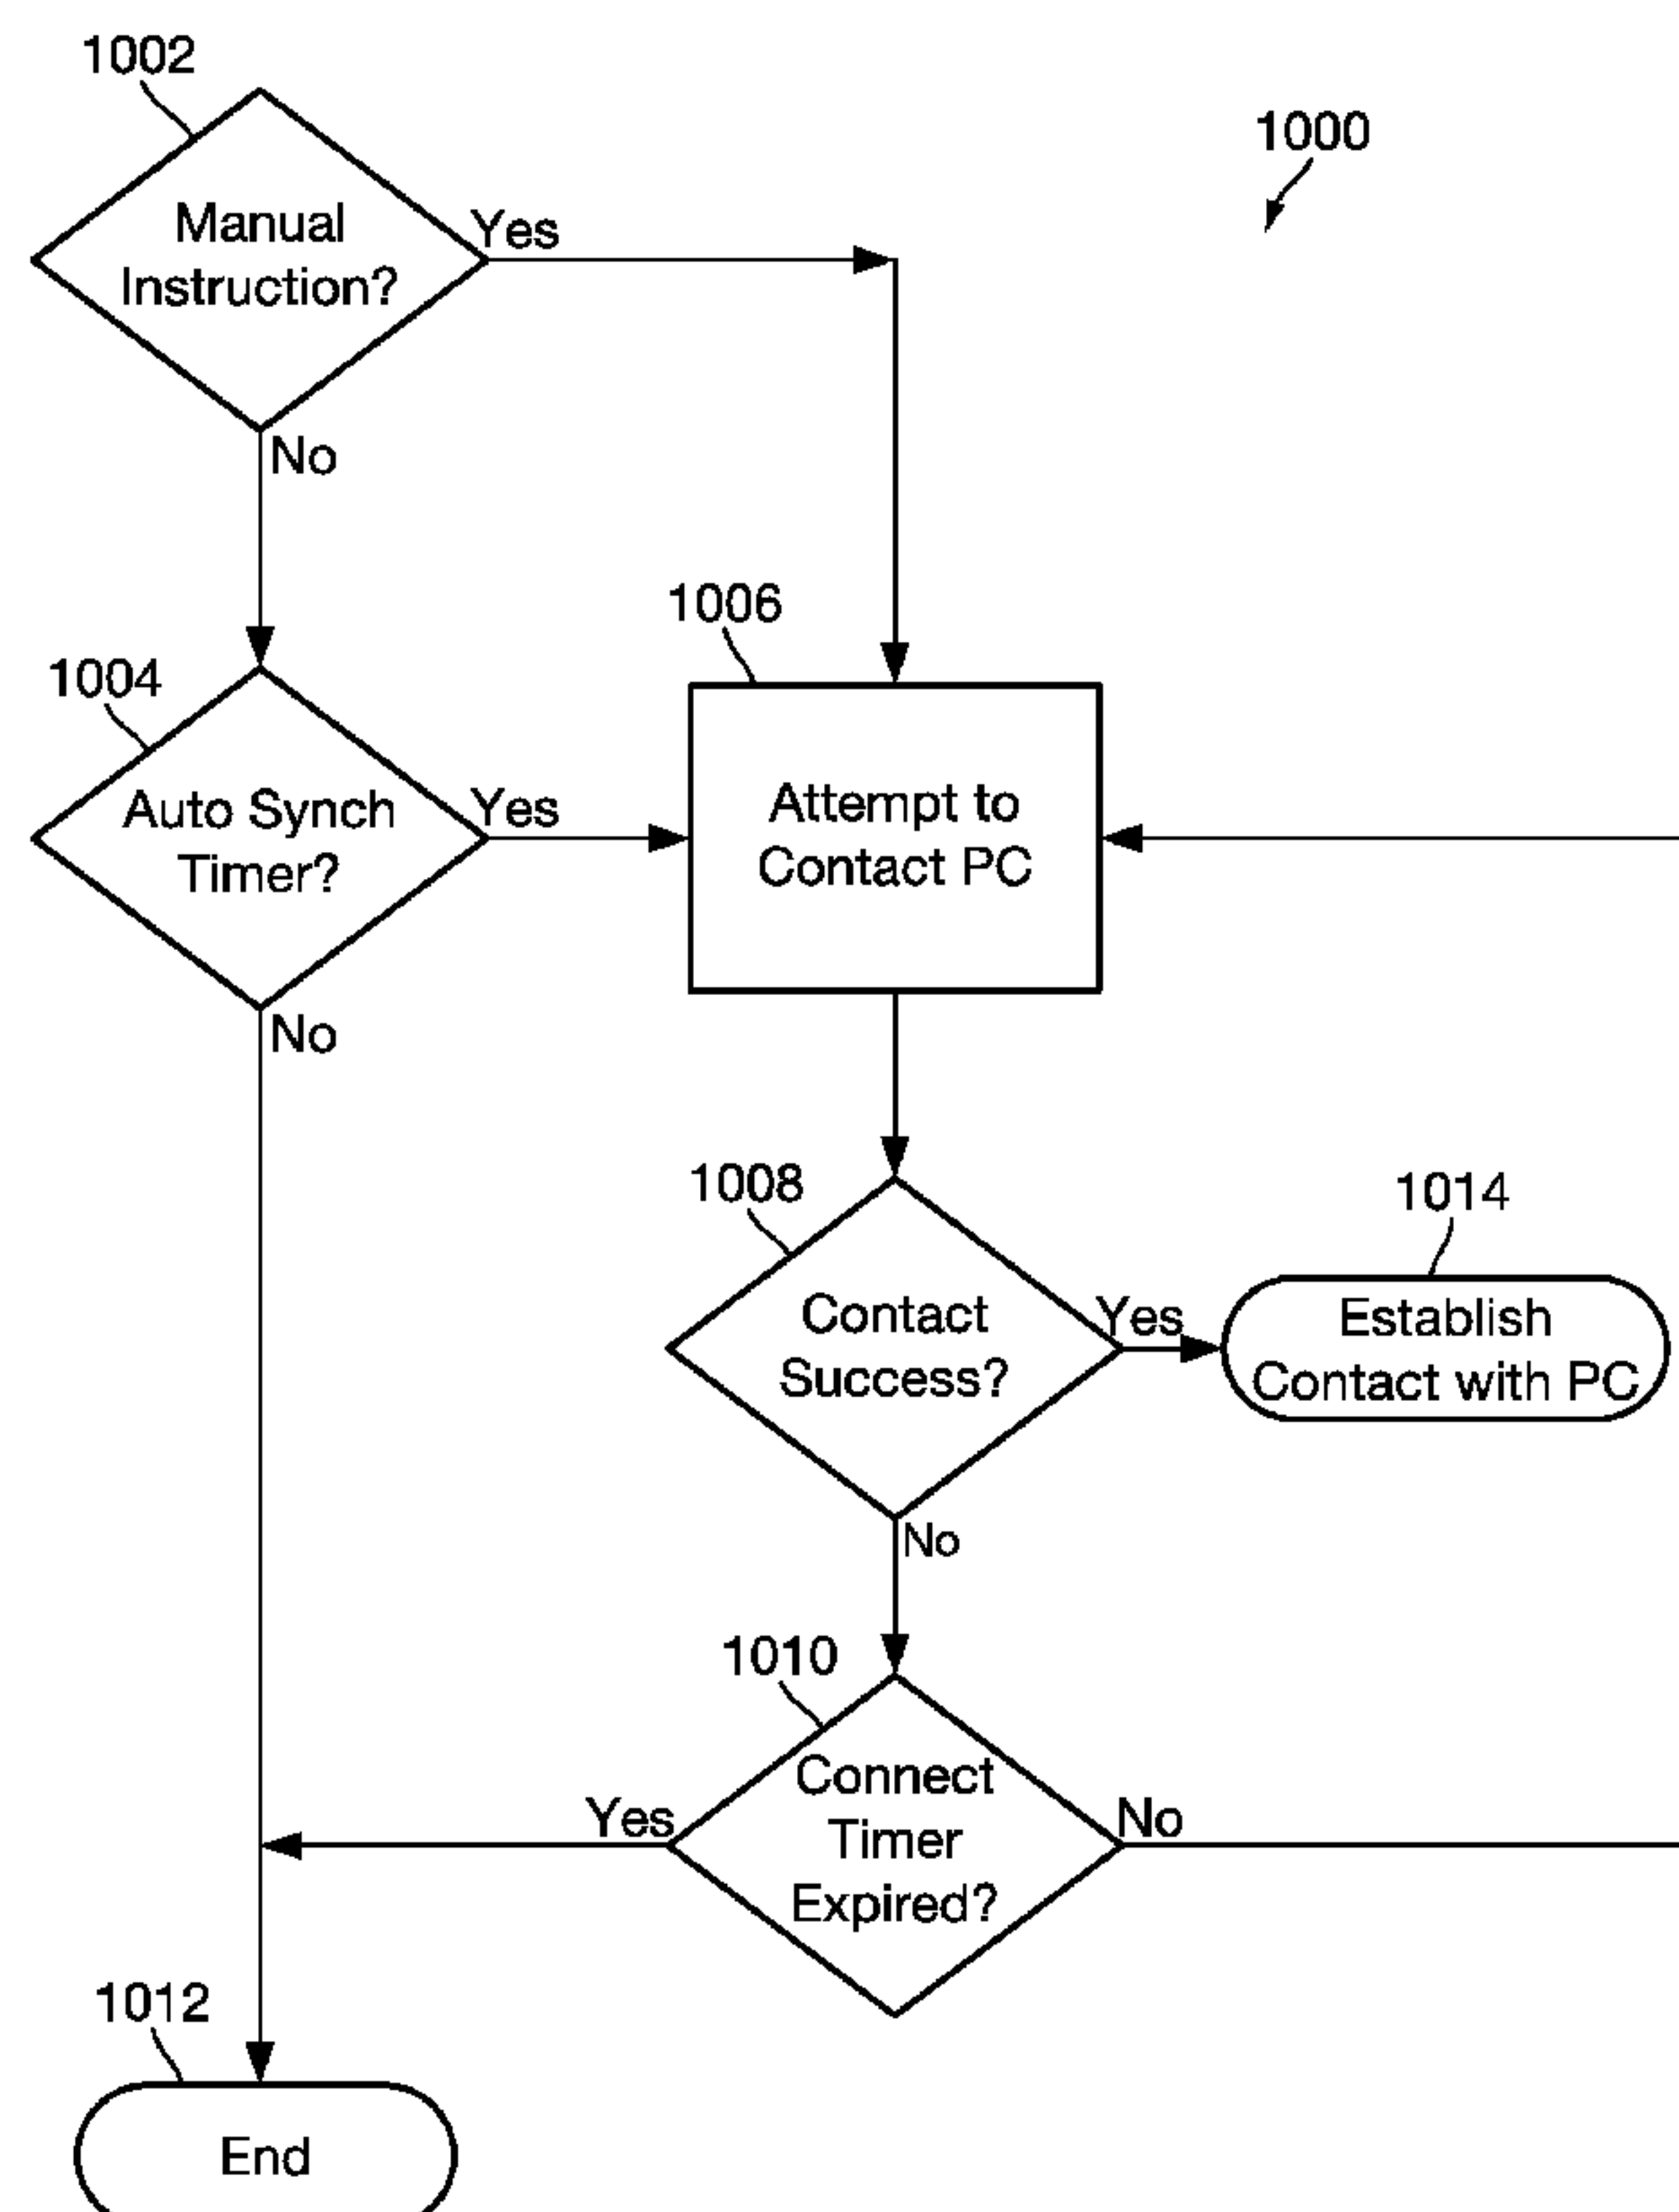 1002
1000
Manual
Instruction?
Yes
No
1006
1004
Auto Synch
Timer?
Yes
Attempt to
Contact PC
No
1008
1014
Contact
Success?
Yes
Establish
Contact with PC
No
1010
Connect
Timer
Expired?
Yes
No
1012
End